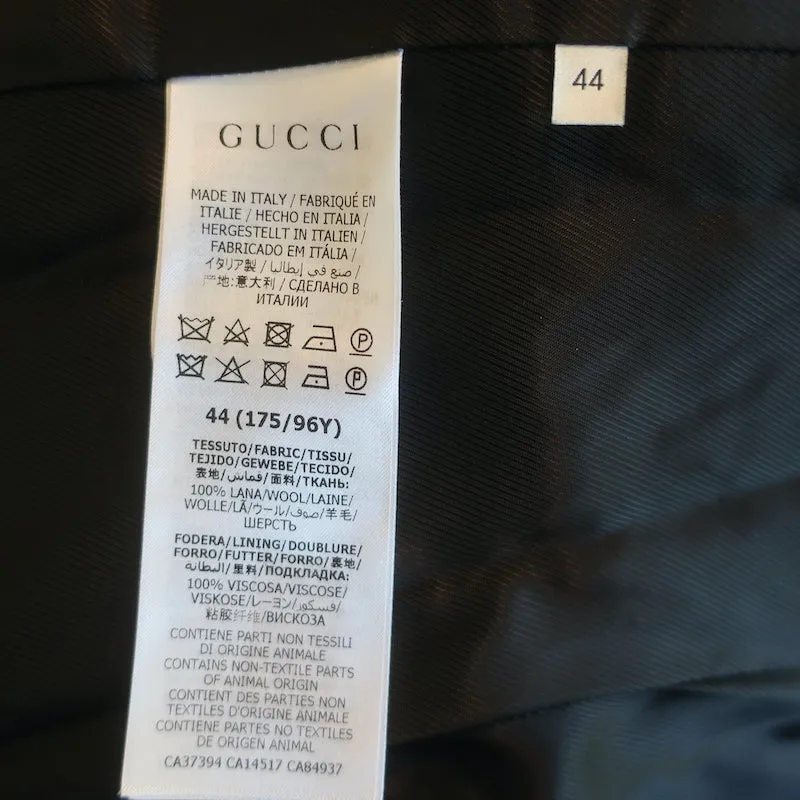 GUCCI
44
MADE IN ITALY / FABRIQUÉ EN
ITALIE / HECHO EN ITALIA /
HERGESTELLT IN ITALIEN /
FABRICADO EM ITÁLIA /
イタリア製 / صنع في إيطاليا /
产地:意大利 / СДЕЛАНО В
ИТАЛИИ
P
P
44 (175/96Y)
TESSUTO/FABRIC/TISSU/
TEJIDO/GEWEBE/TECIDO/
表地/قماش/面料/ТКАНЬ:
100% LANA/WOOL/LAINE/
WOLLE/LÃ/ウール/صوف/羊毛/
ШЕРСТЬ
FODERA/LINING/DOUBLURE/
FORRO/FUTTER/FORRO/裏地/
البطانة/里料/ПОДКЛАДКА:
100% VISCOSA/VISCOSE/
VISKOSE/レーヨン/فسكوز/
粘胶纤维/ВИСКОЗА
CONTIENE PARTI NON TESSILI
DI ORIGINE ANIMALE
CONTAINS NON-TEXTILE PARTS
OF ANIMAL ORIGIN
CONTIENT DES PARTIES NON
TEXTILES D'ORIGINE ANIMALE
CONTIENE PARTES NO TEXTILES
DE ORIGEN ANIMAL
CA37394 CA14517 CA84937